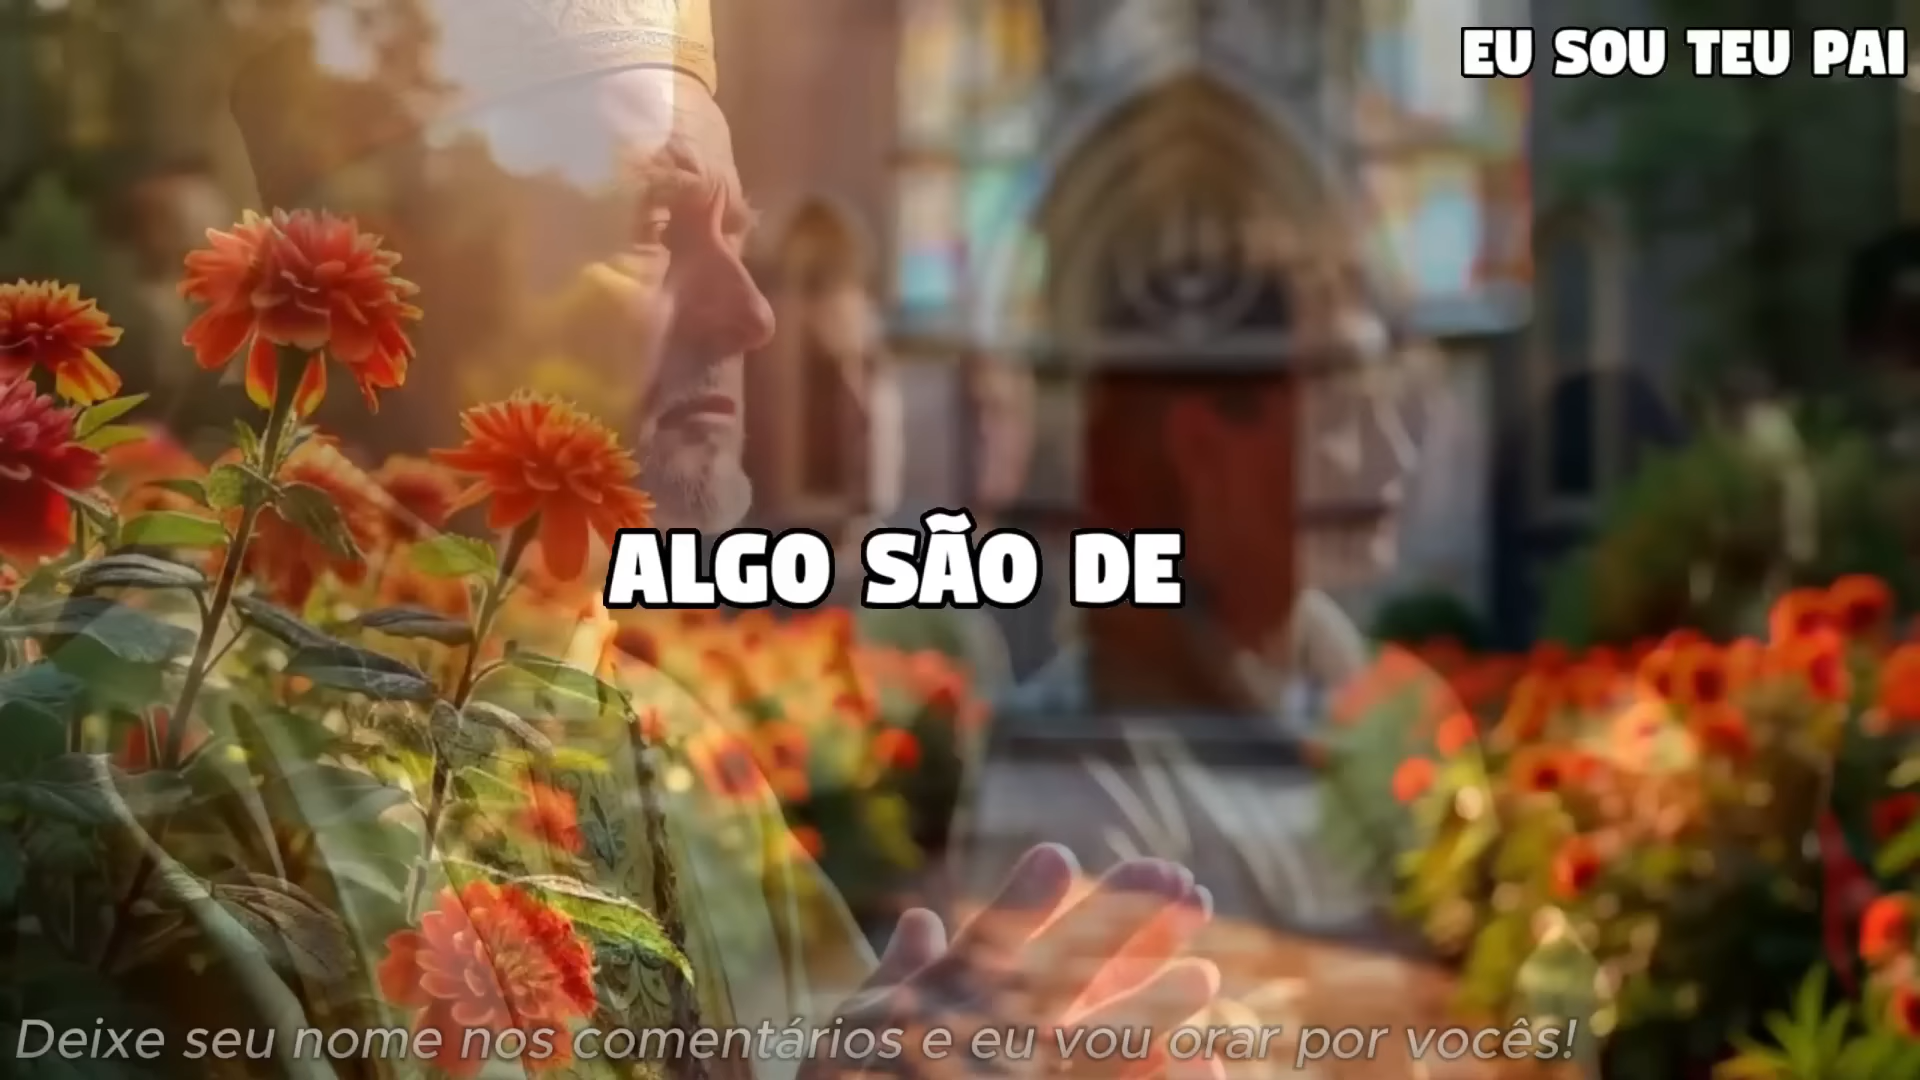 EU SOU TEU PAI
ALGO SÃO DE
Deixe seu nome nos comentários e eu vou orar por vocês!